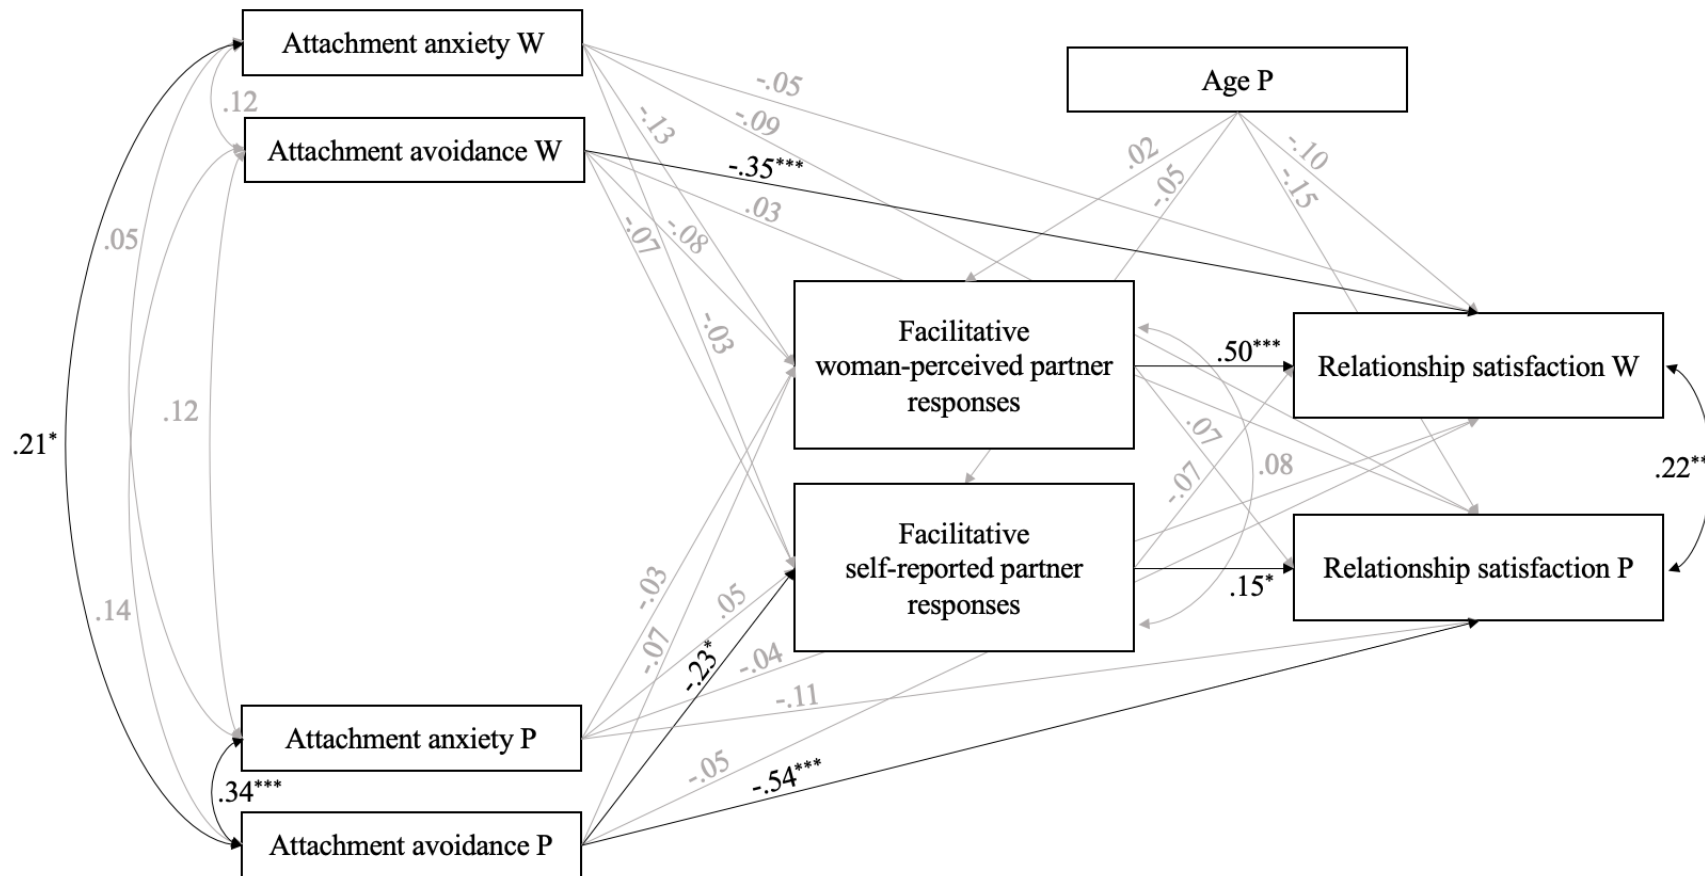 Attachment anxiety W
Age P
-.05
.12
-.09
-.13
Attachment avoidance W
.02
-.10
-.35***
-.05
-.15
.03
.05
-.07
-.08
-.03
Facilitative
woman-perceived partner
responses
.50***
Relationship satisfaction W
.12
.21*
.07
.08
-.07
.22**
Facilitative
self-reported partner
responses
.15*
Relationship satisfaction P
-.03
.05
.14
-.07
-.23*
-.04
-.11
Attachment anxiety P
-.05
-.54***
.34***
Attachment avoidance P